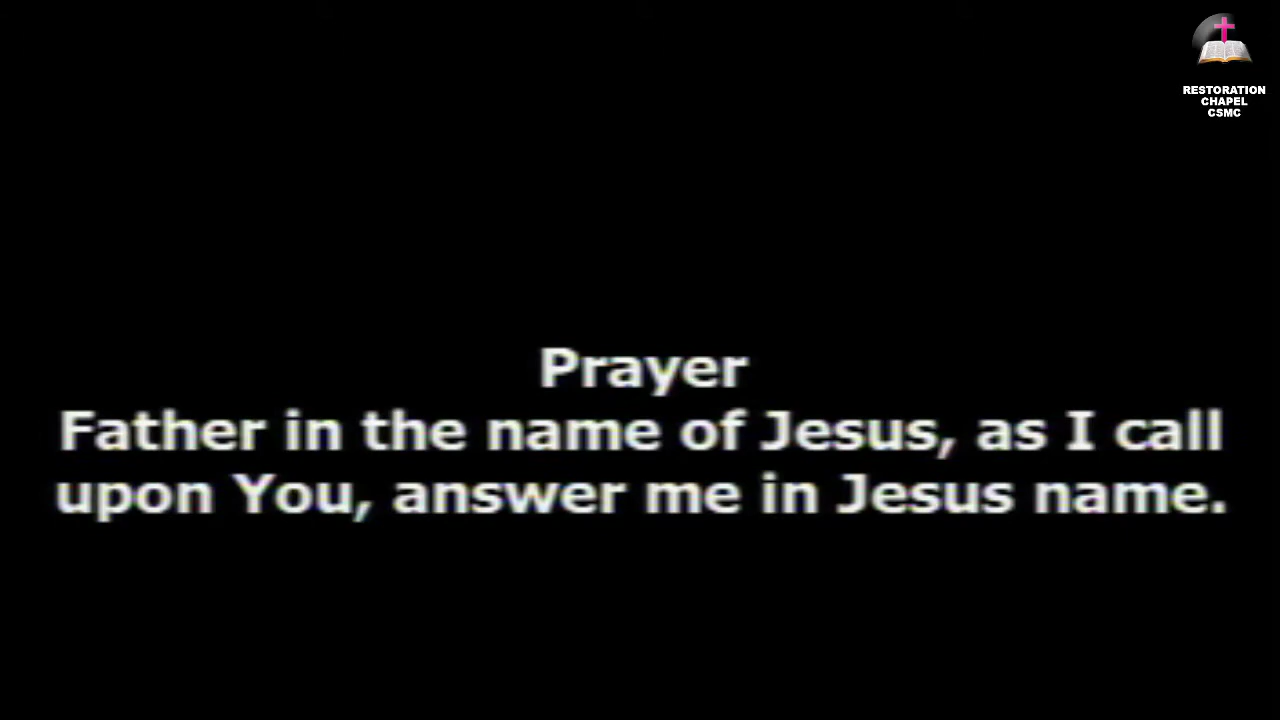 RESTORATION
CHAPEL
CSMC
Prayer
Father in the name of Jesus, as I call
upon You, answer me in Jesus name.